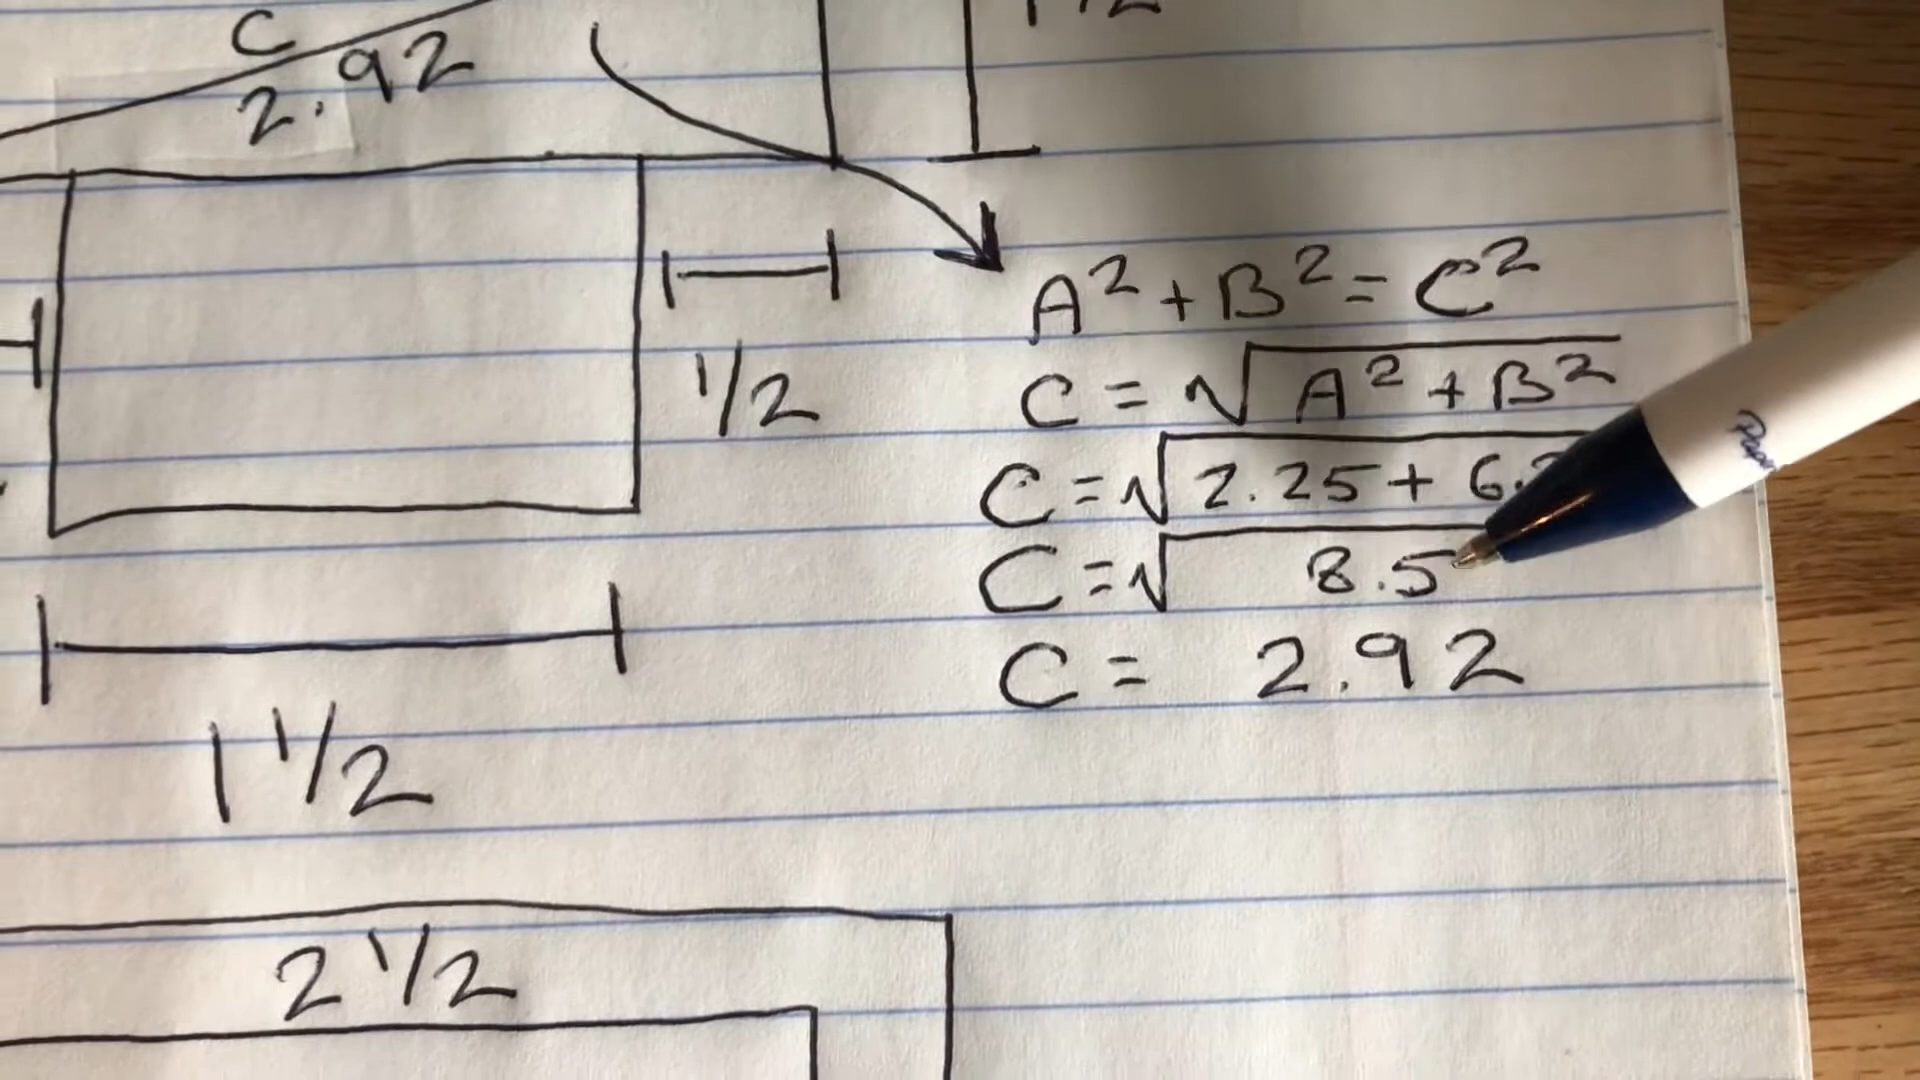 C
2.92
1/2
A² + B² = C²
C = √A² + B²
C = √2.25 + 6.
C = √8.5
C = 2.92
1 1/2
2 1/2